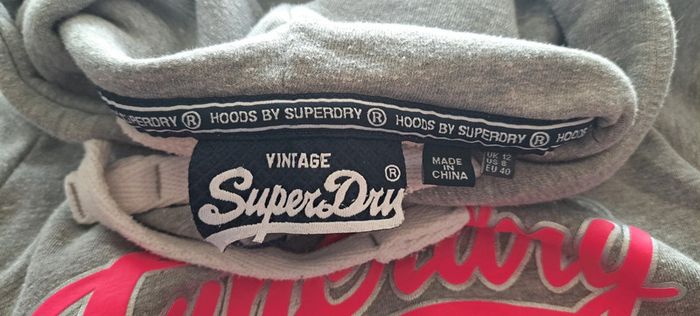 SUPERDRY ® HOODS BY SUPERDRY ® HOODS BY SUPERDRY ® HOODS
VINTAGE
SuperDry ®
MADE
IN
CHINA
UK 12
US 8
EU 40
Superdry